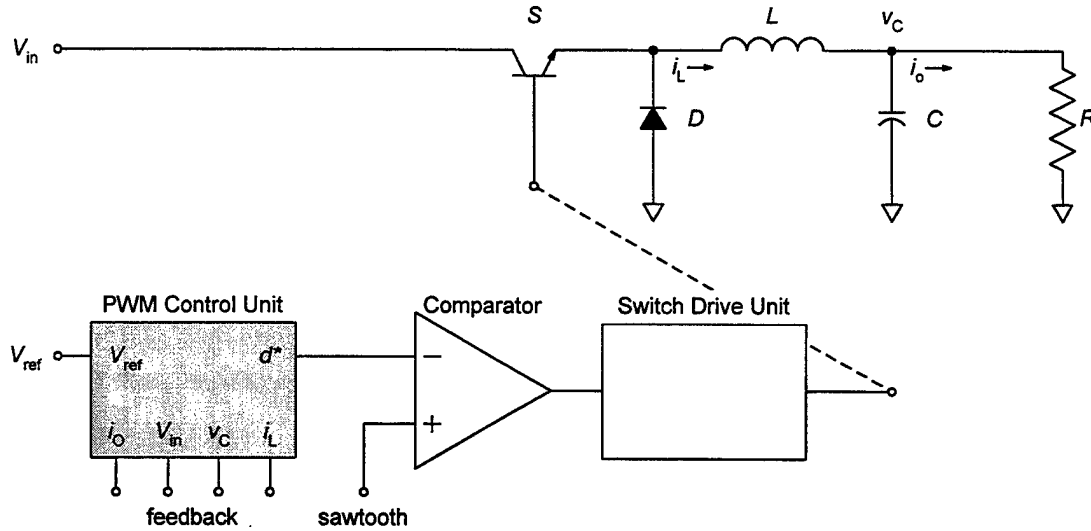 S
L
v_C
V_in
i_L
i_o
D
C
R
PWM Control Unit
Comparator
Switch Drive Unit
V_ref
V_ref
d*
−
+
i_O
V_in
v_C
i_L
feedback
sawtooth